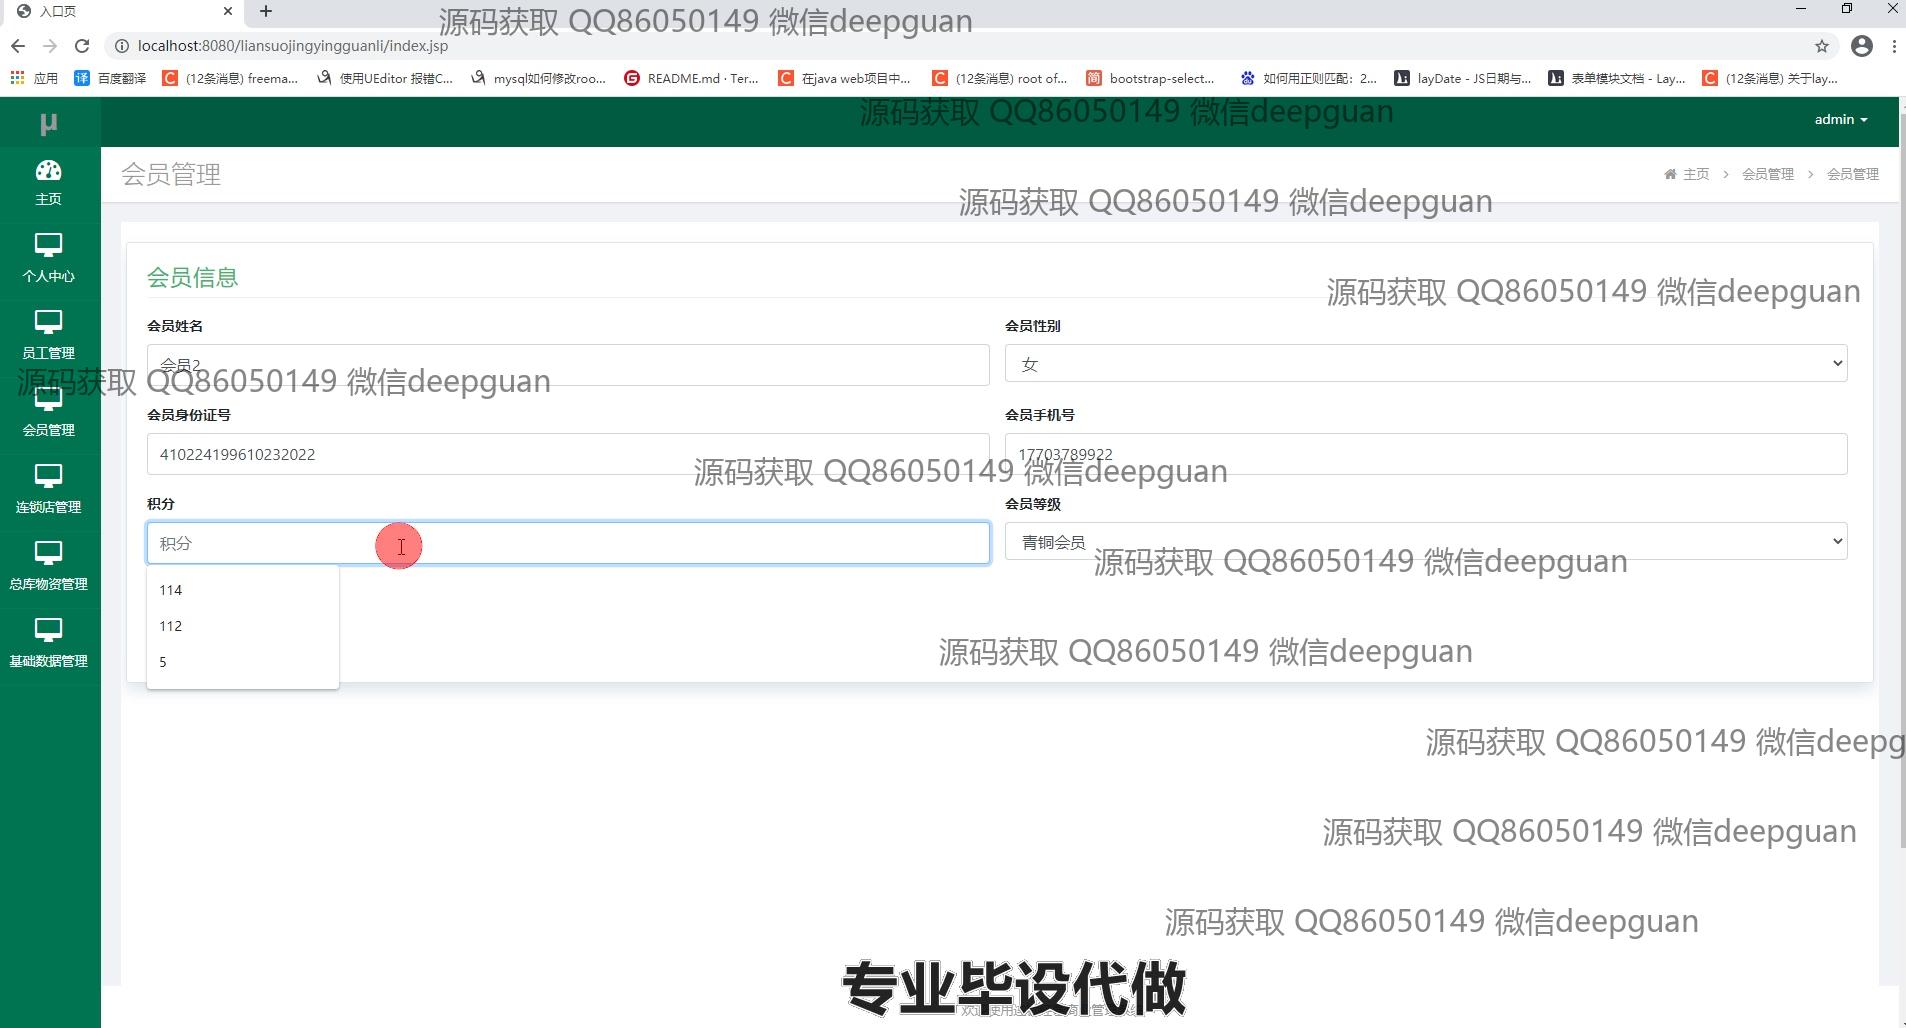 入口页
源码获取 QQ86050149 微信deepguan
localhost:8080/liansuojingyingguanli/index.jsp
应用 百度翻译 (12条消息) freema... 使用UEditor 报错C... mysql如何修改roo... README.md · Ter... 在java web项目中... (12条消息) root of... bootstrap-select... 如何用正则匹配：2... layDate - JS日期与... 表单模块文档 - Lay... (12条消息) 关于lay...
μ
源码获取 QQ86050149 微信deepguan
admin
会员管理
主页 > 会员管理 > 会员管理
主页
源码获取 QQ86050149 微信deepguan
个人中心
会员信息
源码获取 QQ86050149 微信deepguan
会员姓名
会员性别
员工管理
会员2
女
源码获取 QQ86050149 微信deepguan
会员身份证号
会员手机号
会员管理
410224199610232022
17703789922
源码获取 QQ86050149 微信deepguan
连锁店管理
积分
会员等级
积分
青铜会员
源码获取 QQ86050149 微信deepguan
总库物资管理
114
112
源码获取 QQ86050149 微信deepguan
基础数据管理
5
源码获取 QQ86050149 微信deepg
源码获取 QQ86050149 微信deepguan
源码获取 QQ86050149 微信deepguan
专业毕设代做